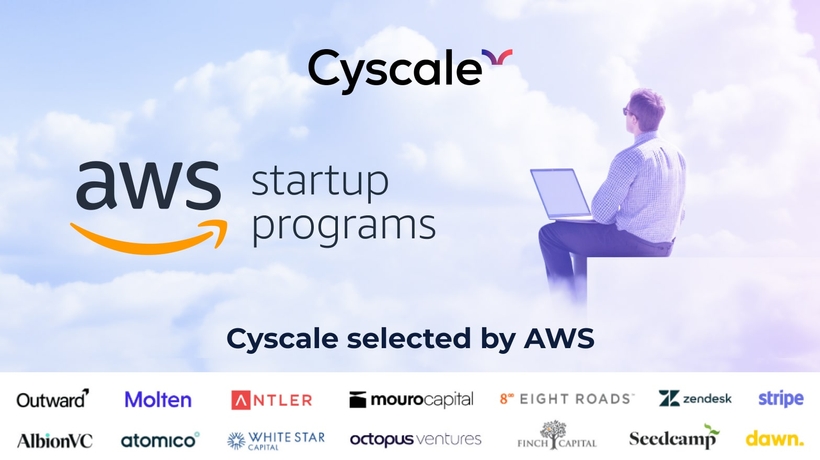 Cyscale
aws startup programs
Cyscale selected by AWS
Outward Molten ANTLER mourocapital 8 EIGHT ROADS zendesk stripe
AlbionVC atomico WHITE STAR CAPITAL octopus ventures FINCH CAPITAL Seedcamp dawn.